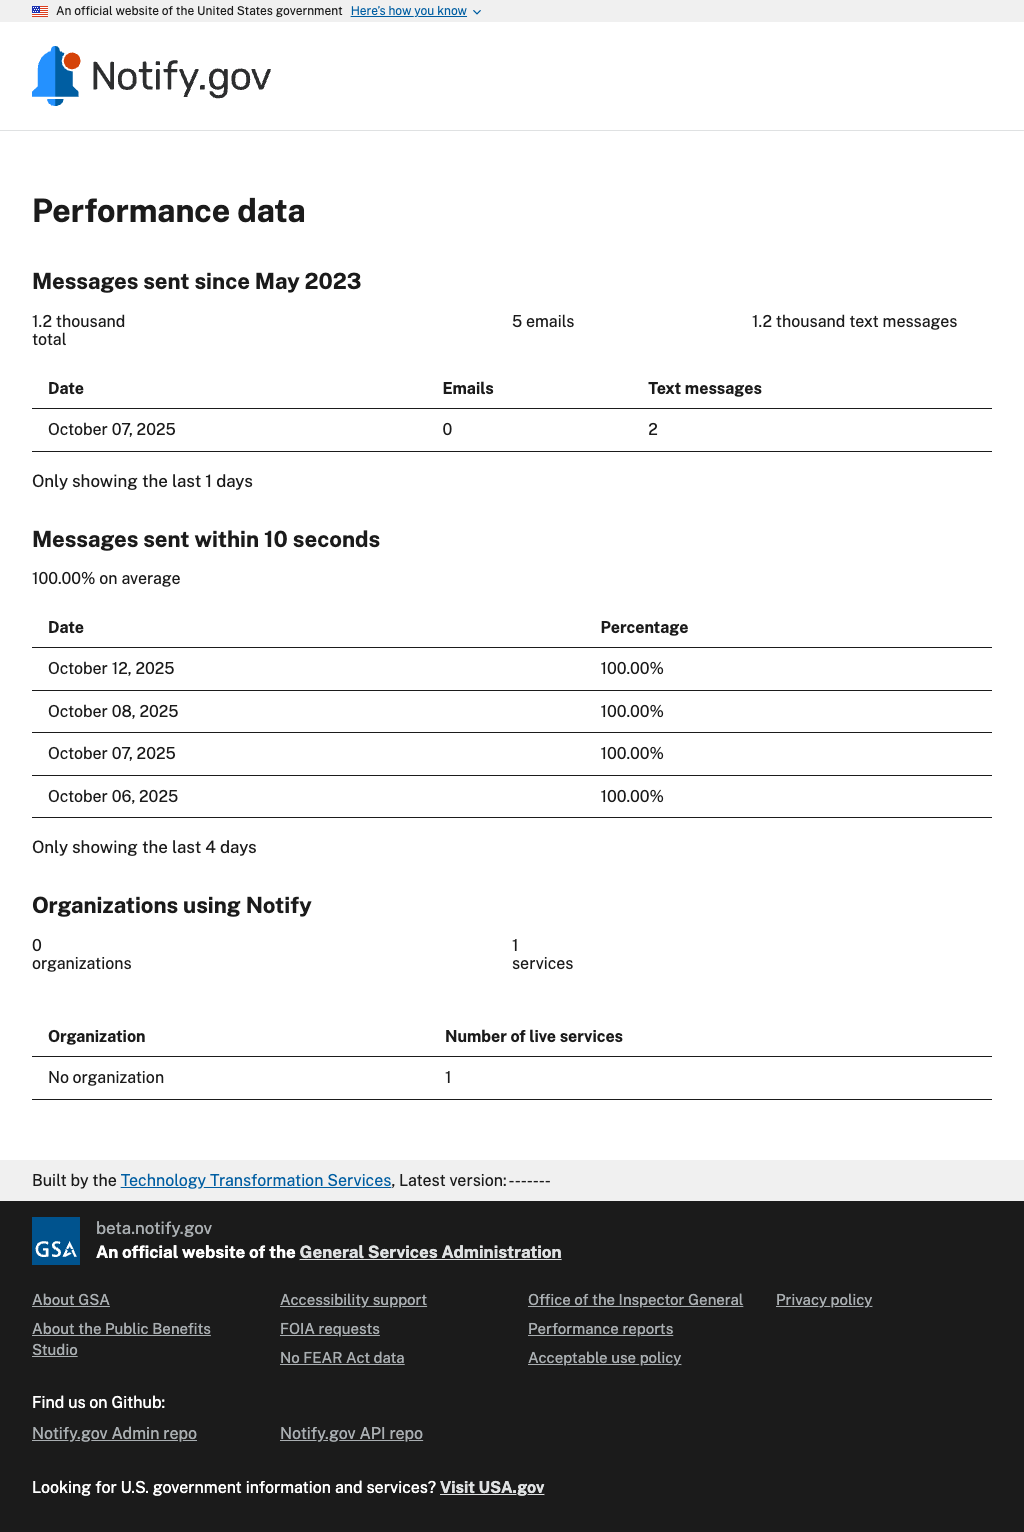 An official website of the United States government Here's how you know
Notify.gov
Performance data
Messages sent since May 2023
1.2 thousand
total
5 emails
1.2 thousand text messages
Date Emails Text messages
October 07, 2025 0 2
Only showing the last 1 days
Messages sent within 10 seconds
100.00% on average
Date Percentage
October 12, 2025 100.00%
October 08, 2025 100.00%
October 07, 2025 100.00%
October 06, 2025 100.00%
Only showing the last 4 days
Organizations using Notify
0
organizations
1
services
Organization Number of live services
No organization 1
Built by the Technology Transformation Services, Latest version:-------
GSA
beta.notify.gov
An official website of the General Services Administration
About GSA
About the Public Benefits
Studio
Accessibility support
FOIA requests
No FEAR Act data
Office of the Inspector General
Performance reports
Acceptable use policy
Privacy policy
Find us on Github:
Notify.gov Admin repo Notify.gov API repo
Looking for U.S. government information and services? Visit USA.gov